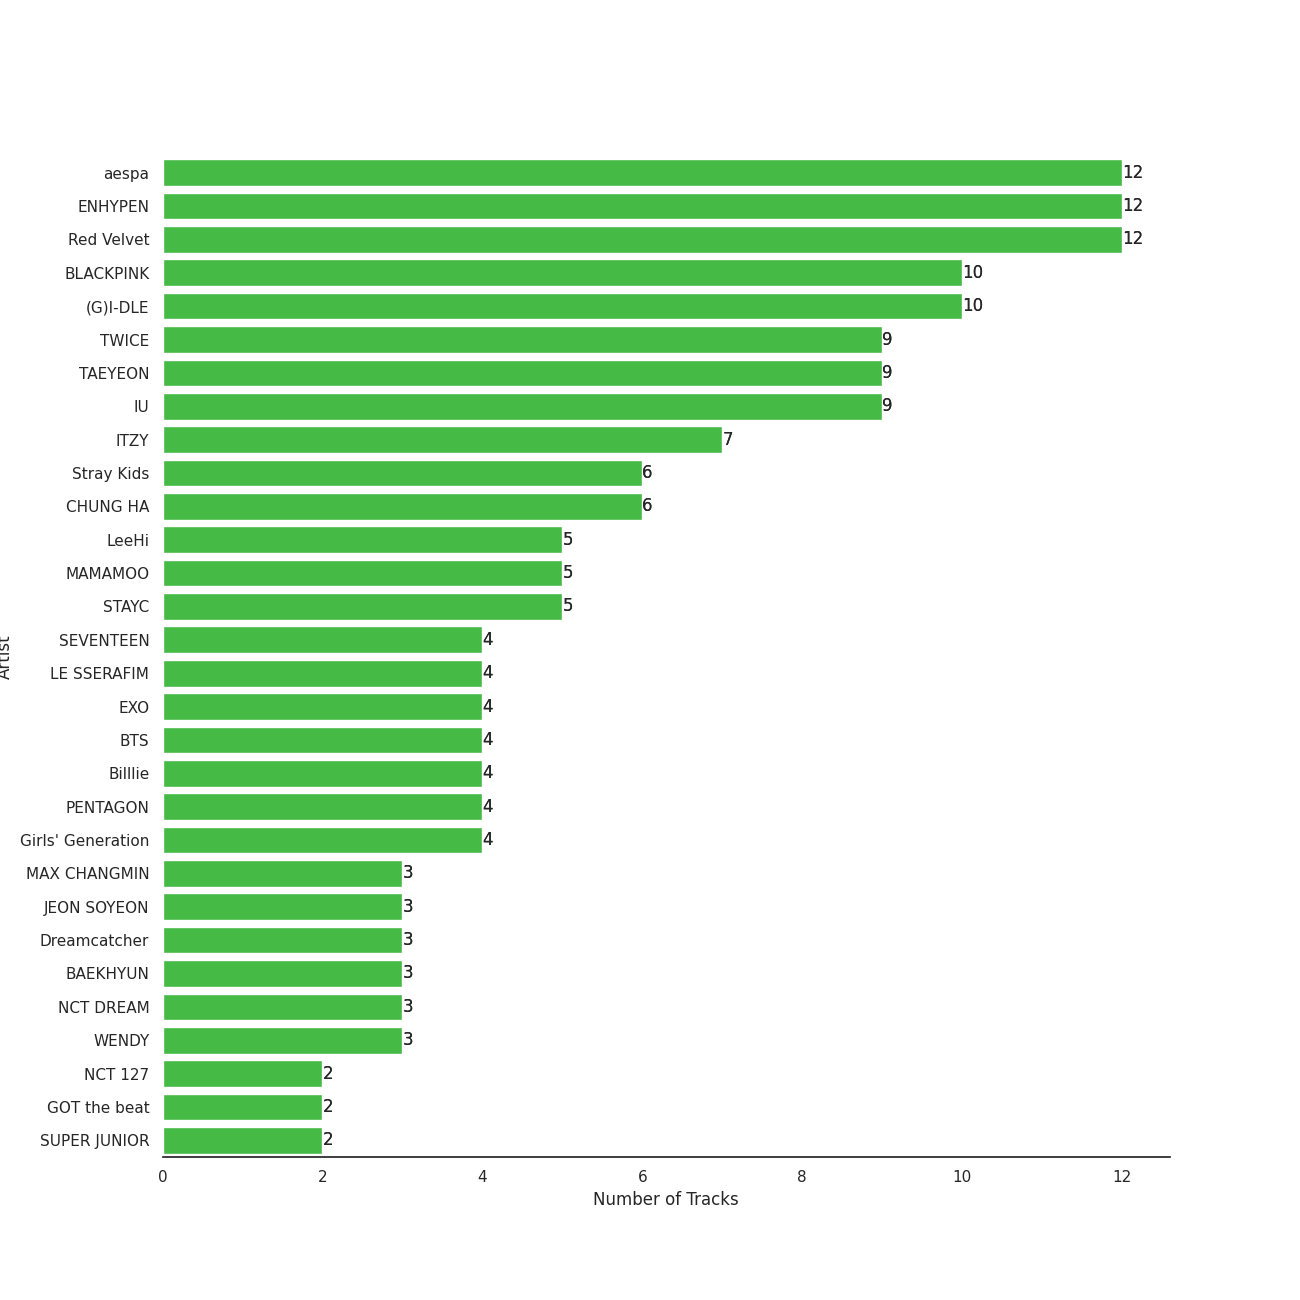 aespa 12
ENHYPEN 12
Red Velvet 12
BLACKPINK 10
(G)I-DLE 10
TWICE 9
TAEYEON 9
IU 9
ITZY 7
Stray Kids 6
CHUNG HA 6
LeeHi 5
MAMAMOO 5
STAYC 5
SEVENTEEN 4
LE SSERAFIM 4
EXO 4
BTS 4
Billlie 4
PENTAGON 4
Girls' Generation 4
MAX CHANGMIN 3
JEON SOYEON 3
Dreamcatcher 3
BAEKHYUN 3
NCT DREAM 3
WENDY 3
NCT 127 2
GOT the beat 2
SUPER JUNIOR 2
0 2 4 6 8 10 12
Number of Tracks
Artist